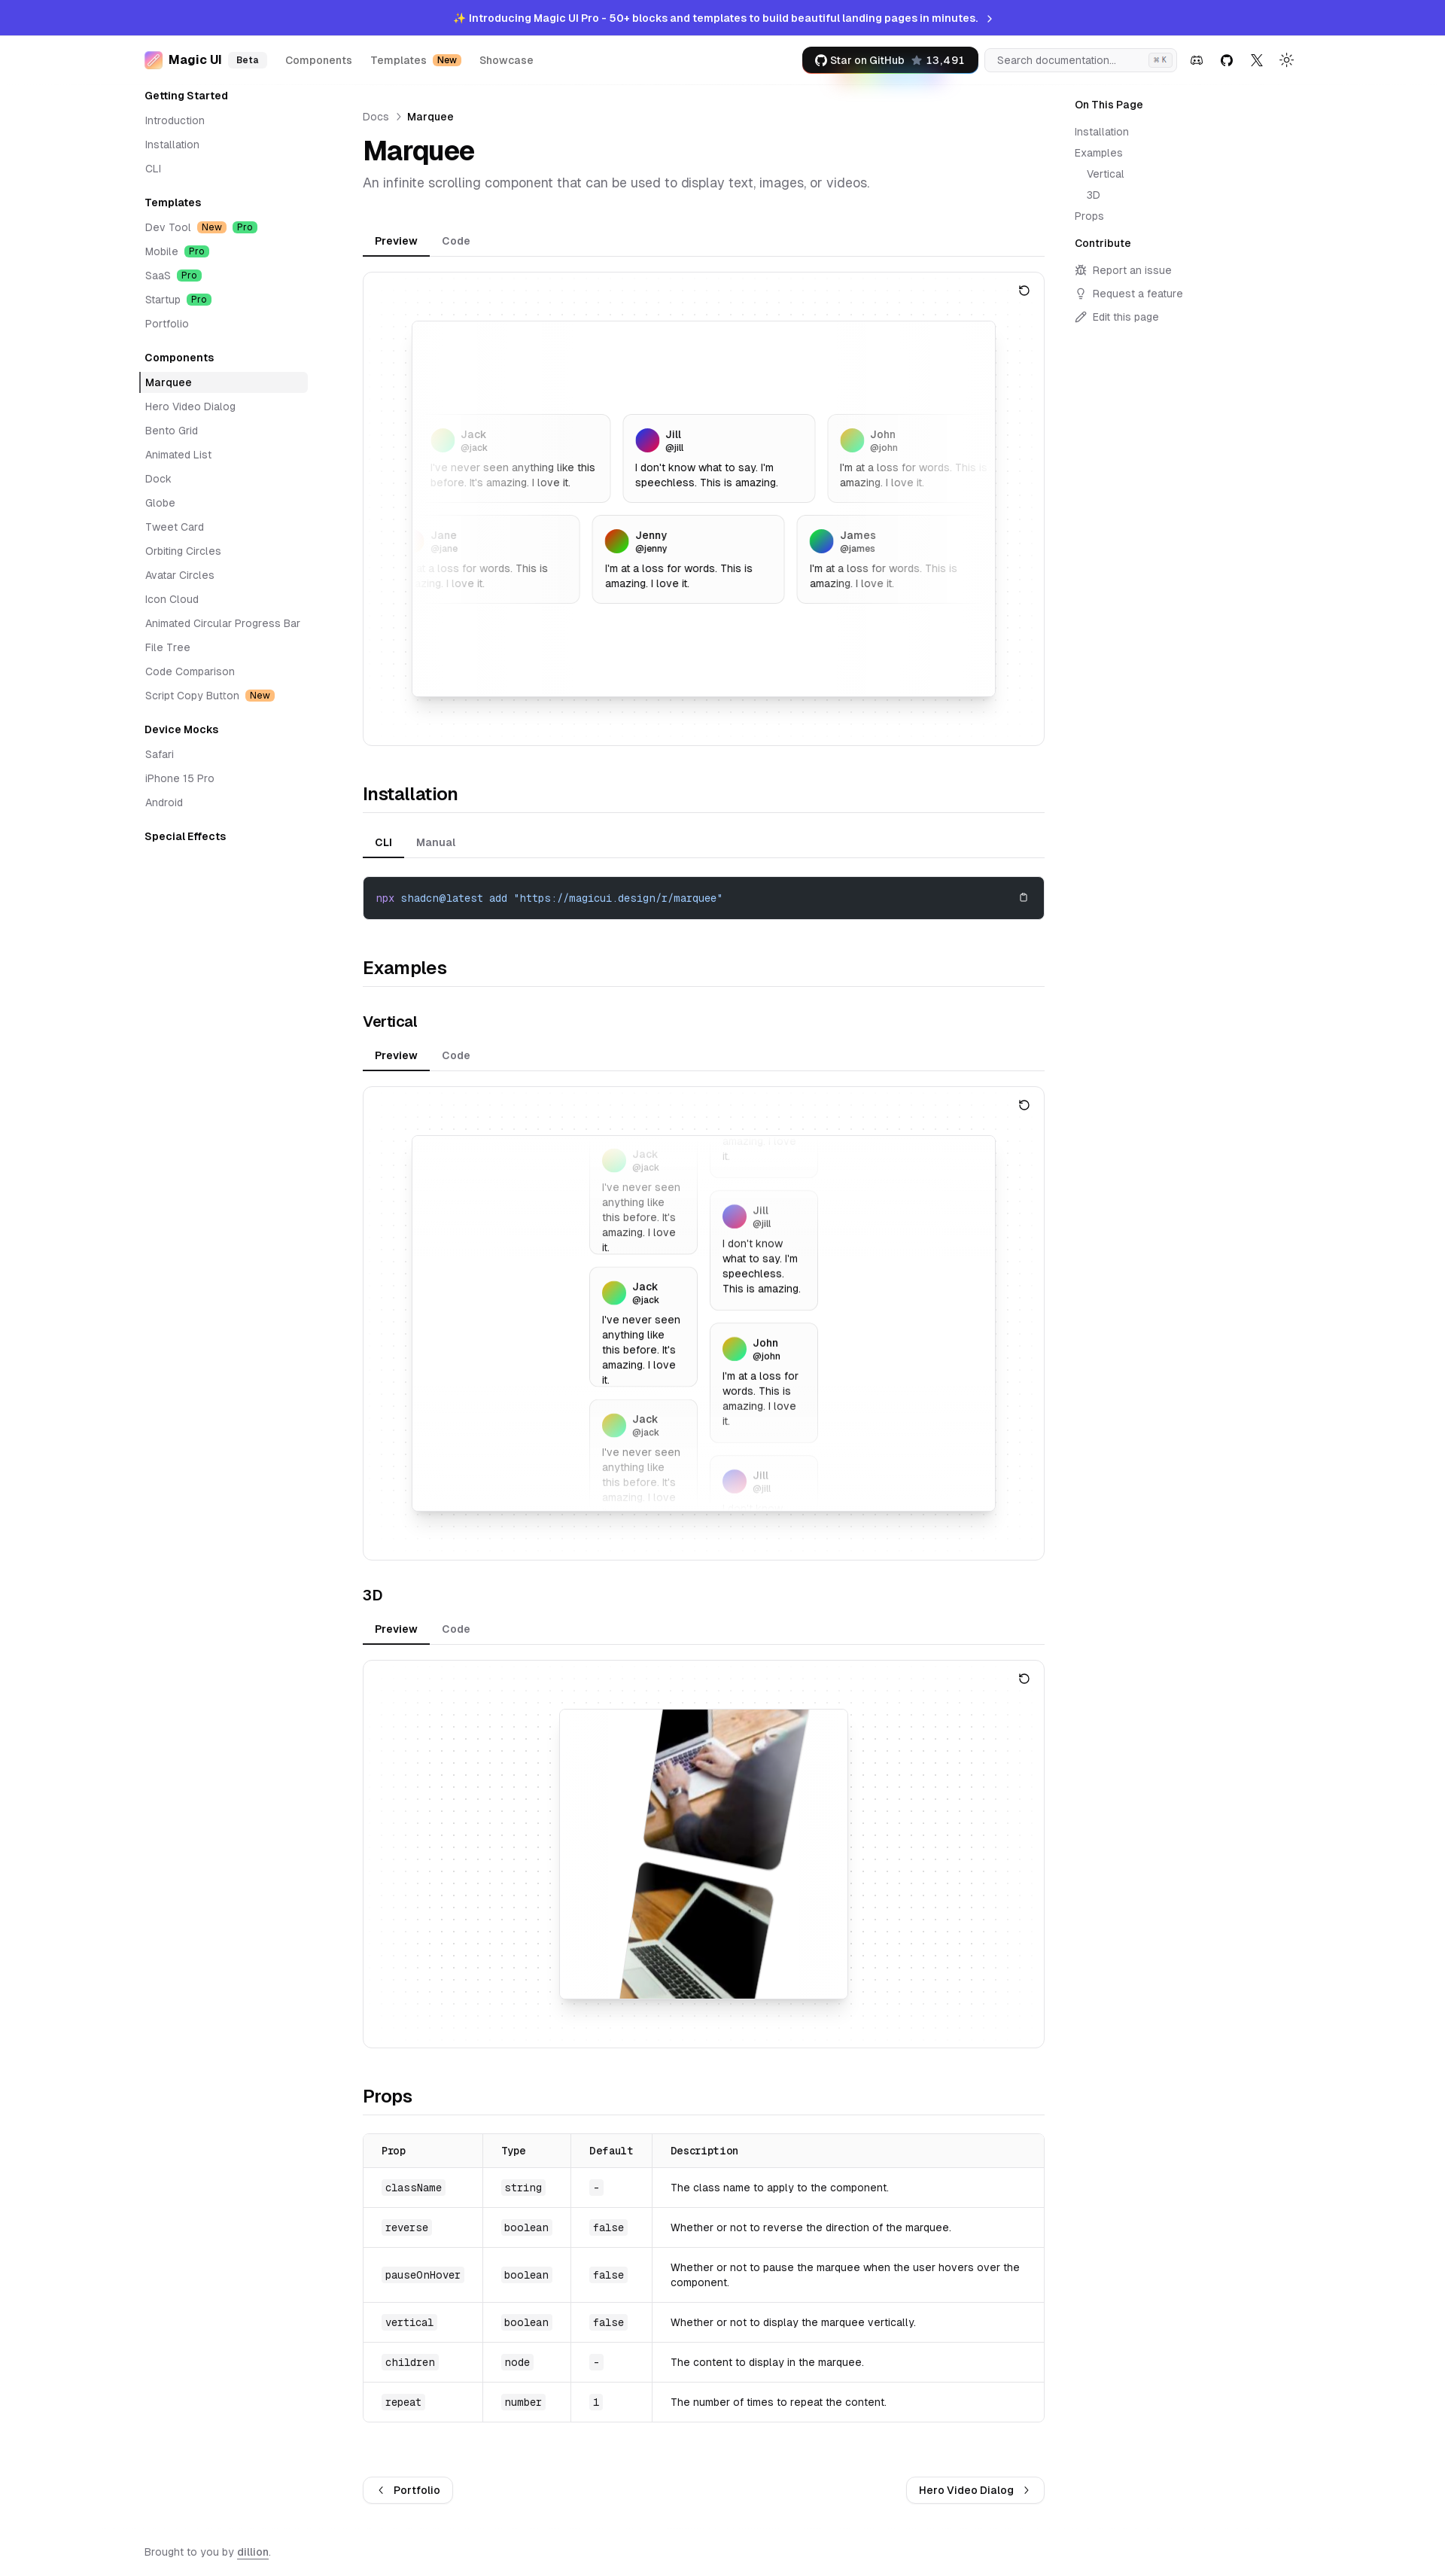 ✨ Introducing Magic UI Pro - 50+ blocks and templates to build beautiful landing pages in minutes.
Magic UI Beta Components Templates New Showcase Star on GitHub 13,491 Search documentation... ⌘ K
Getting Started
Introduction
Installation
CLI
Templates
Dev Tool New Pro
Mobile Pro
SaaS Pro
Startup Pro
Portfolio
Components
Marquee
Hero Video Dialog
Bento Grid
Animated List
Dock
Globe
Tweet Card
Orbiting Circles
Avatar Circles
Icon Cloud
Animated Circular Progress Bar
File Tree
Code Comparison
Script Copy Button New
Device Mocks
Safari
iPhone 15 Pro
Android
Special Effects
Docs Marquee
Marquee
An infinite scrolling component that can be used to display text, images, or videos.
Preview Code
Jack
@jack
I've never seen anything like this
before. It's amazing. I love it.
Jill
@jill
I don't know what to say. I'm
speechless. This is amazing.
John
@john
I'm at a loss for words. This is
amazing. I love it.
Jane
@jane
at a loss for words. This is
I love it.
Jenny
@jenny
I'm at a loss for words. This is
amazing. I love it.
James
@james
I'm at a loss for words. This is
amazing. I love it.
Installation
CLI Manual
npx shadcn@latest add "https://magicui.design/r/marquee"
Examples
Vertical
Preview Code
Jack
@jack
I've never seen
anything like
this before. It's
amazing. I love
it.
Jack
@jack
I've never seen
anything like
this before. It's
amazing. I love
it.
Jack
@jack
I've never seen
anything like
this before. It's
amazing. I love
amazing. I love
it.
Jill
@jill
I don't know
what to say. I'm
speechless.
This is amazing.
John
@john
I'm at a loss for
words. This is
amazing. I love
it.
Jill
@jill
3D
Preview Code
Props
Prop Type Default Description
className string - The class name to apply to the component.
reverse boolean false Whether or not to reverse the direction of the marquee.
pauseOnHover boolean false Whether or not to pause the marquee when the user hovers over the
component.
vertical boolean false Whether or not to display the marquee vertically.
children node - The content to display in the marquee.
repeat number 1 The number of times to repeat the content.
Portfolio Hero Video Dialog
On This Page
Installation
Examples
Vertical
3D
Props
Contribute
Report an issue
Request a feature
Edit this page
Brought to you by dillion.